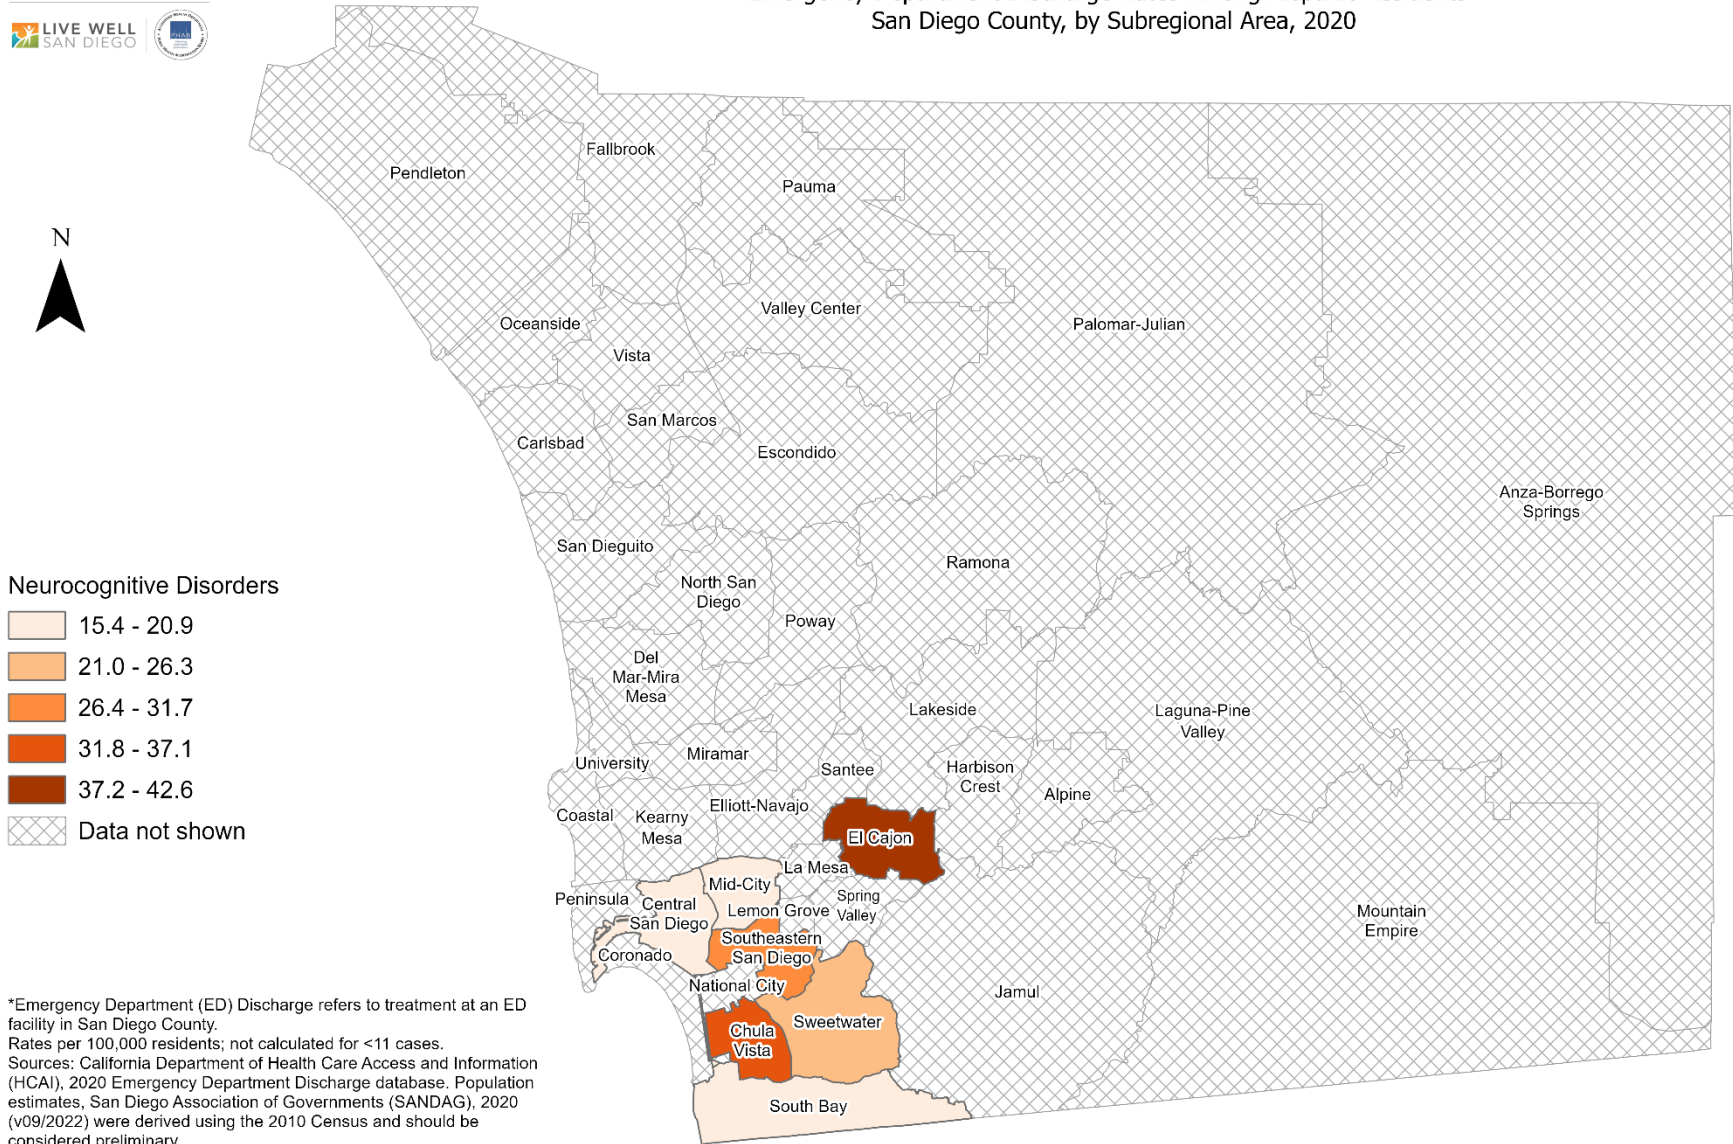 San Diego County, by Subregional Area, 2020
LIVE WELL
SAN DIEGO
PHAB
N
Pendleton
Fallbrook
Pauma
Oceanside
Vista
Valley Center
Palomar-Julian
San Marcos
Carlsbad
Escondido
Anza-Borrego
Springs
San Dieguito
North San
Diego
Ramona
Poway
Del
Mar-Mira
Mesa
Lakeside
Laguna-Pine
Valley
University
Miramar
Santee
Harbison
Crest
Alpine
Coastal
Kearny
Mesa
Elliott-Navajo
El Cajon
La Mesa
Mid-City
Peninsula
Central
San Diego
Lemon Grove
Spring
Valley
Mountain
Empire
Southeastern
San Diego
Coronado
National City
Jamul
Chula
Vista
Sweetwater
South Bay
Neurocognitive Disorders
15.4 - 20.9
21.0 - 26.3
26.4 - 31.7
31.8 - 37.1
37.2 - 42.6
Data not shown
*Emergency Department (ED) Discharge refers to treatment at an ED
facility in San Diego County.
Rates per 100,000 residents; not calculated for <11 cases.
Sources: California Department of Health Care Access and Information
(HCAI), 2020 Emergency Department Discharge database. Population
estimates, San Diego Association of Governments (SANDAG), 2020
(v09/2022) were derived using the 2010 Census and should be
considered preliminary